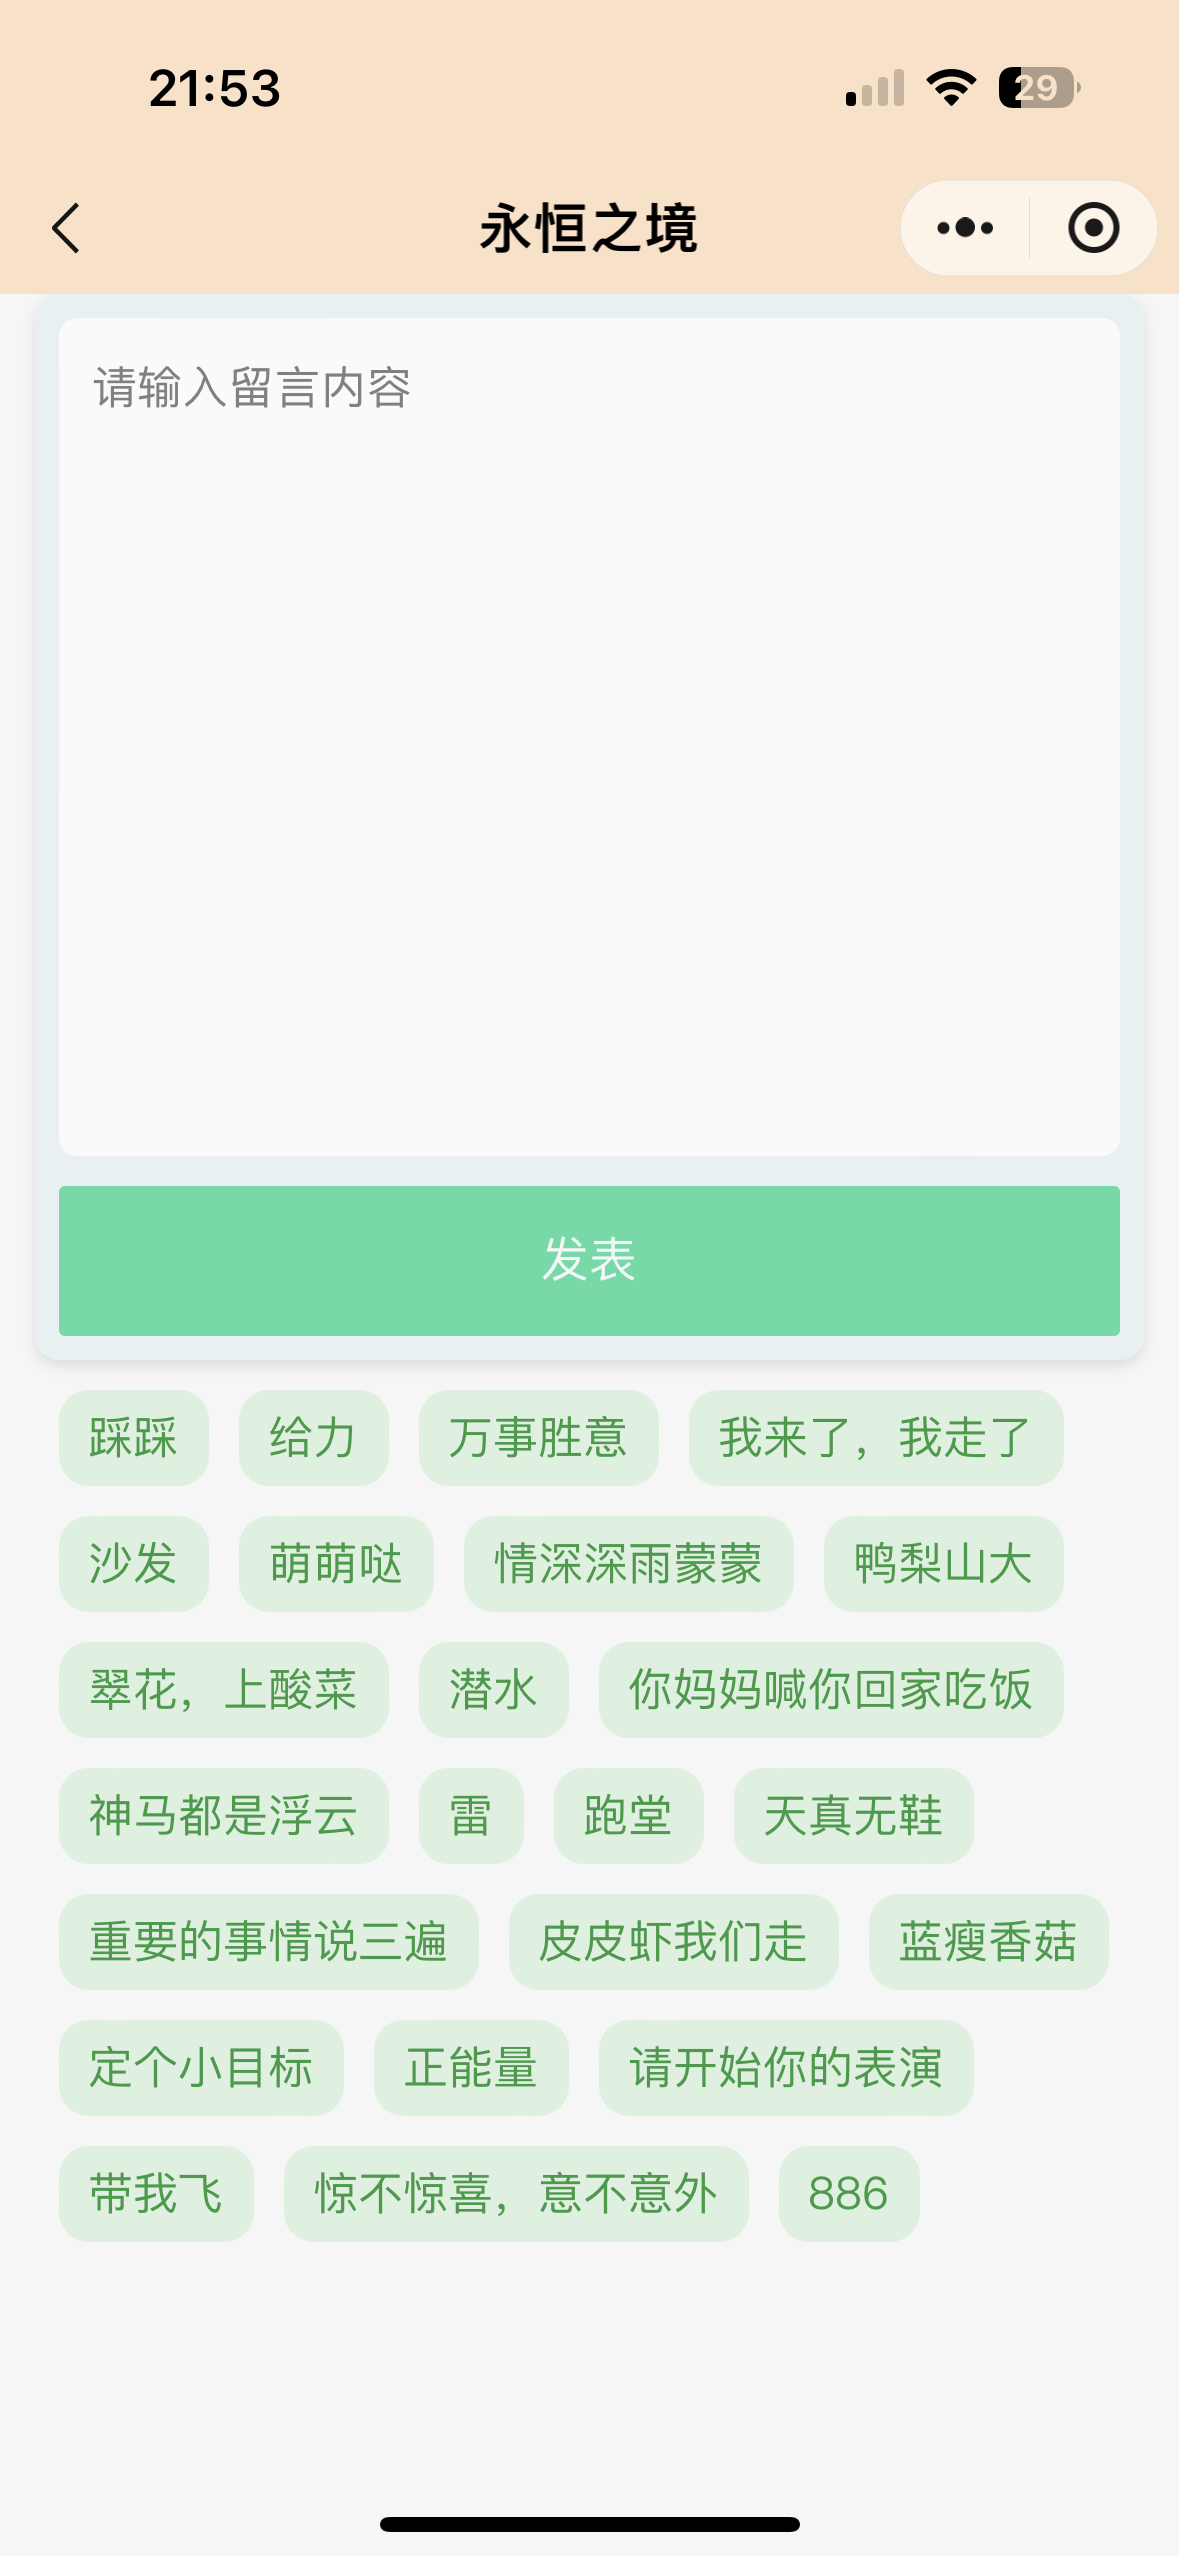 21:53
29
永恒之境
请输入留言内容
发表
踩踩 给力 万事胜意 我来了，我走了
沙发 萌萌哒 情深深雨蒙蒙 鸭梨山大
翠花，上酸菜 潜水 你妈妈喊你回家吃饭
神马都是浮云 雷 跑堂 天真无鞋
重要的事情说三遍 皮皮虾我们走 蓝瘦香菇
定个小目标 正能量 请开始你的表演
带我飞 惊不惊喜，意不意外 886